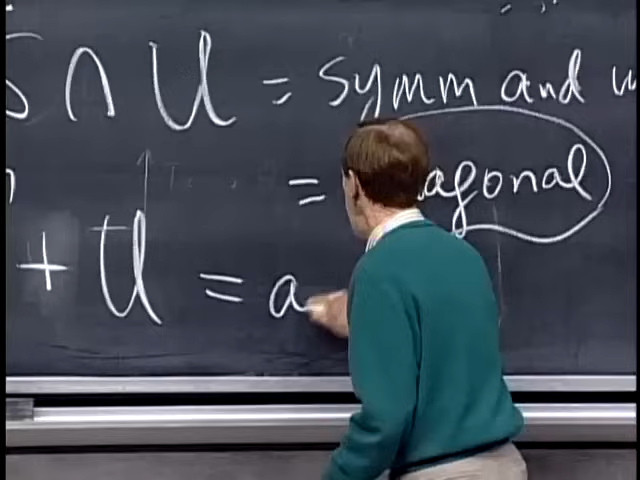 S ∩ U = symm and u
= agonal
+ U = a